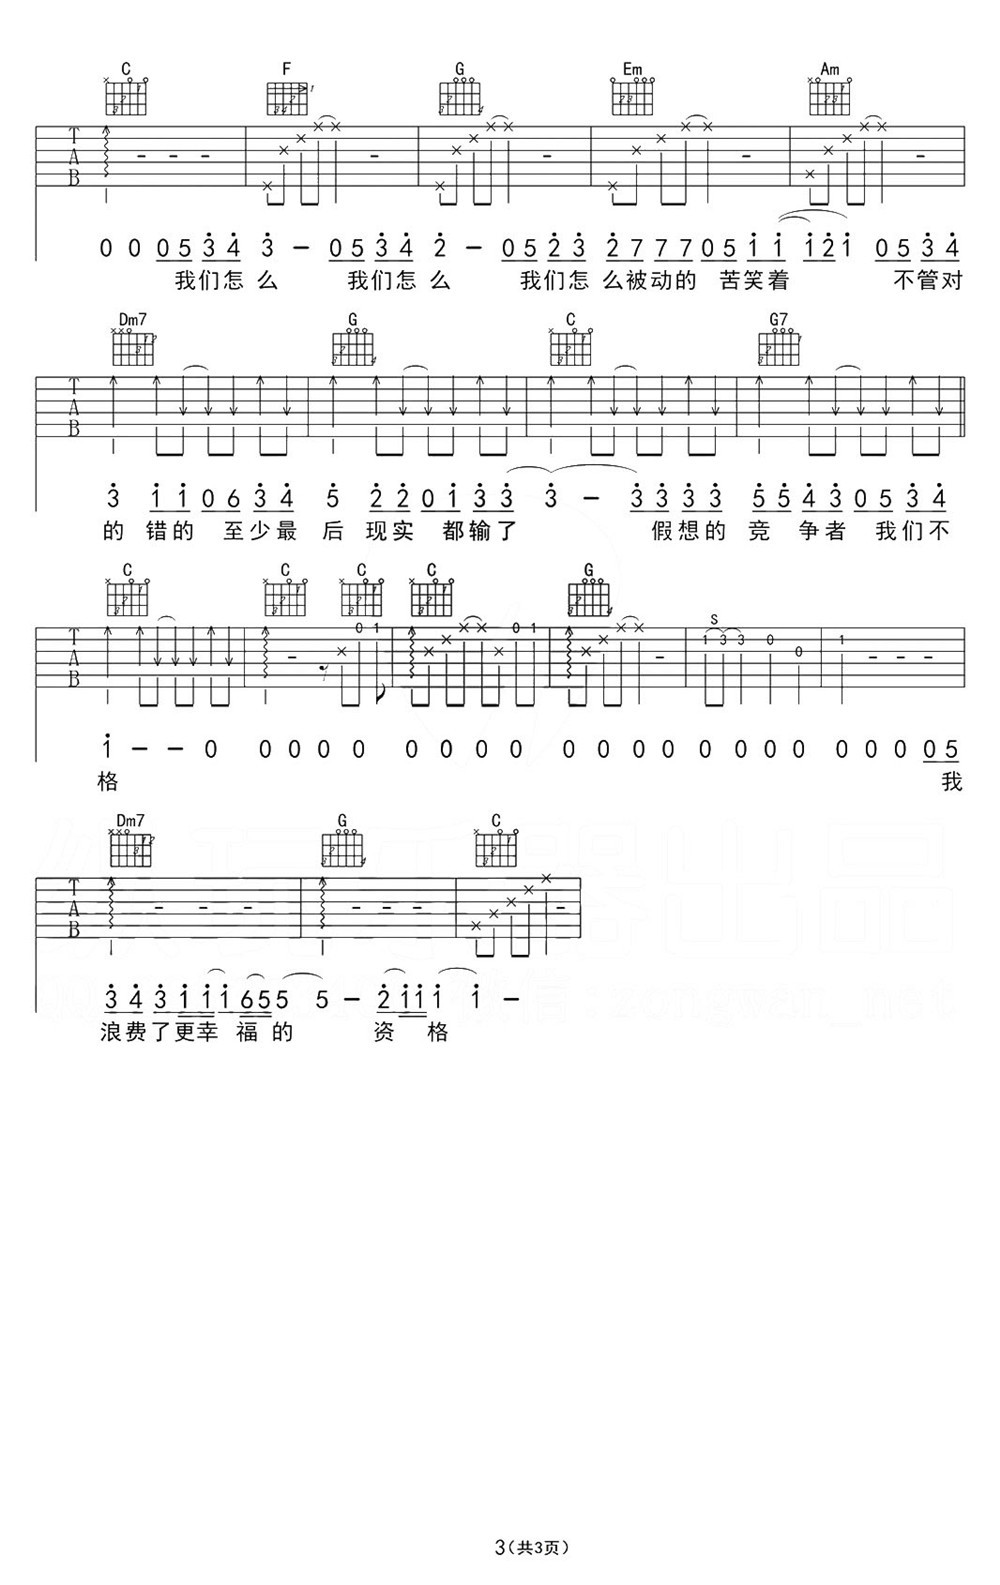 C F G Em Am
T
A
B
0 0 0 5 3 4 3 - 0 5 3 4 2 - 0 5 2 3 2 7 7 7 0 5 1 1 1 2 1 0 5 3 4
我们怎么 我们怎么 我们怎么被动的 苦笑着 不管对
Dm7 G C G7
T
A
B
3 1 1 0 6 3 4 5 2 2 0 1 3 3 3 - 3 3 3 3 5 5 4 3 0 5 3 4
的 错的 至少最 后 现实 都输了 假想的 竞 争者 我们不
C C C C G
S
T
A
B
0 1 0 1 1 3 3 0 0 1
1 - - 0 0 0 0 0 0 0 0 0 0 0 0 0 0 0 0 0 0 0 0 0 5
格 我
Dm7 G C
T
A
B
3 4 3 1 1 1 6 5 5 5 - 2 1 1 1 1 -
浪费了更幸 福的 资 格
3(共3页)